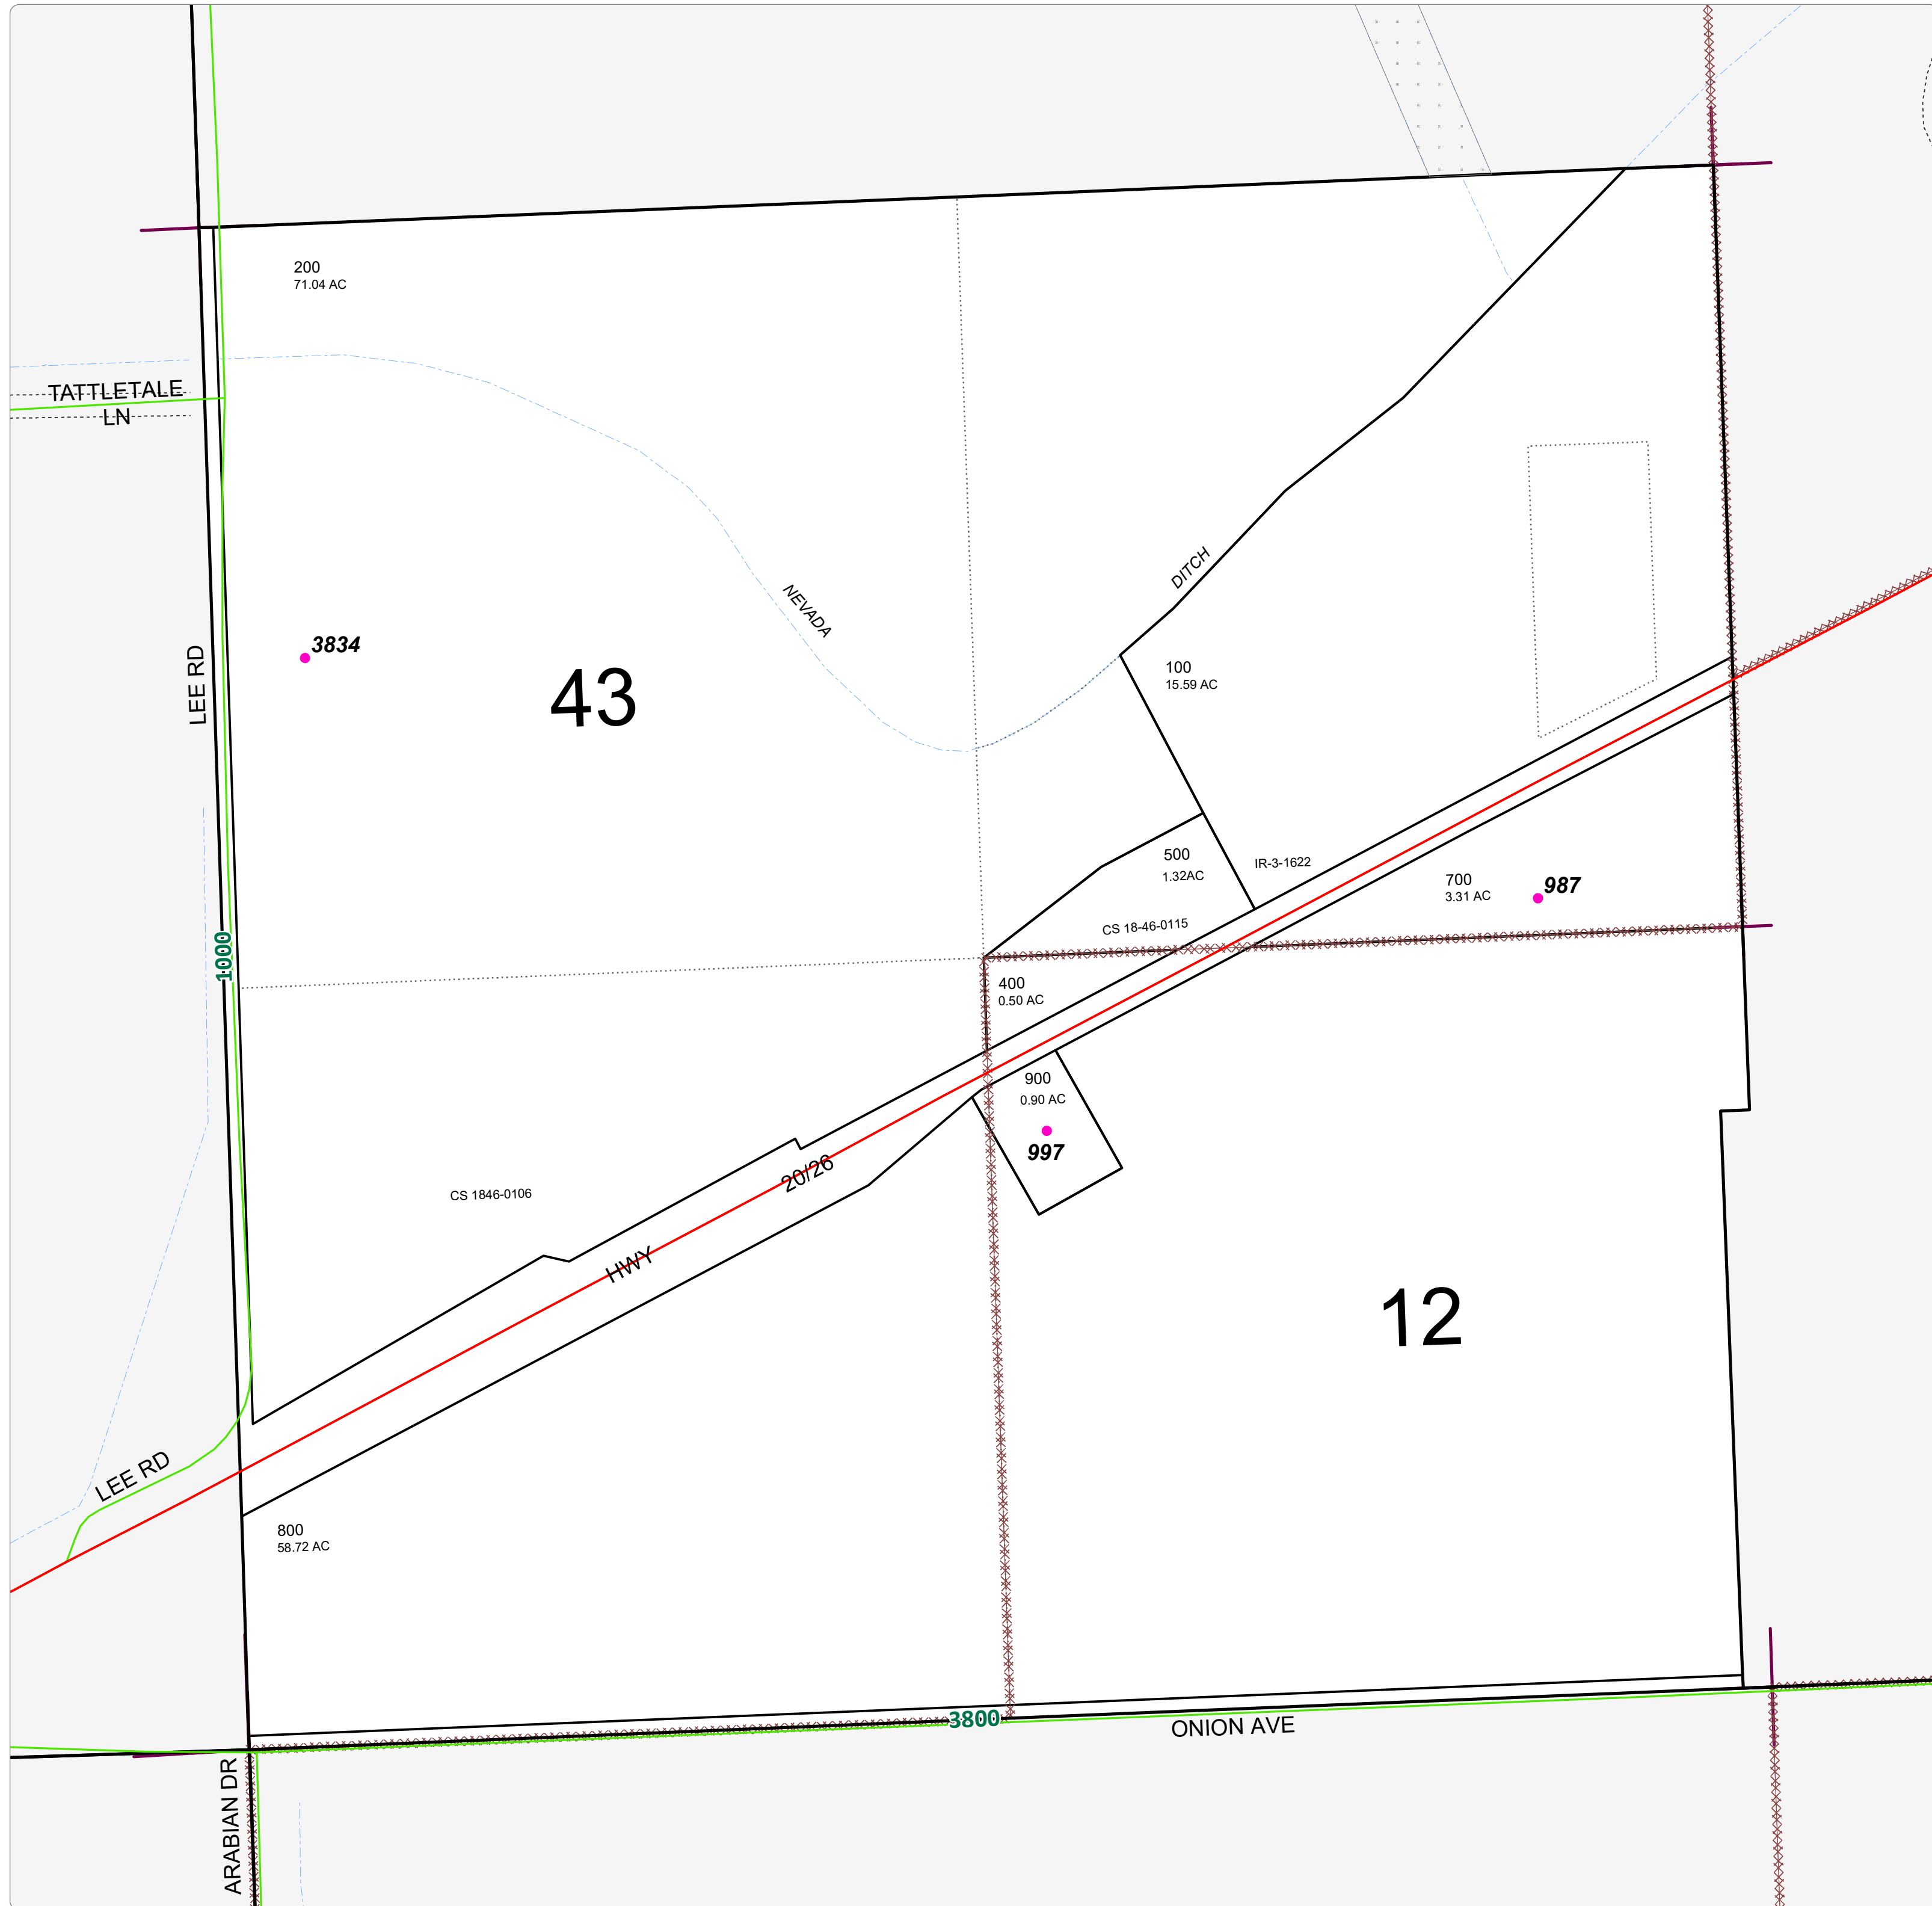 200
71.04 AC
TATTLETALE
LN
NEVADA
DITCH
3834
43
LEE RD
100
15.59 AC
500
1.32AC
IR-3-1622
700
3.31 AC
987
CS 18-46-0115
1000
400
0.50 AC
900
0.90 AC
997
CS 1846-0106
HWY
20/26
12
LEE RD
800
58.72 AC
3800
ONION AVE
ARABIAN DR